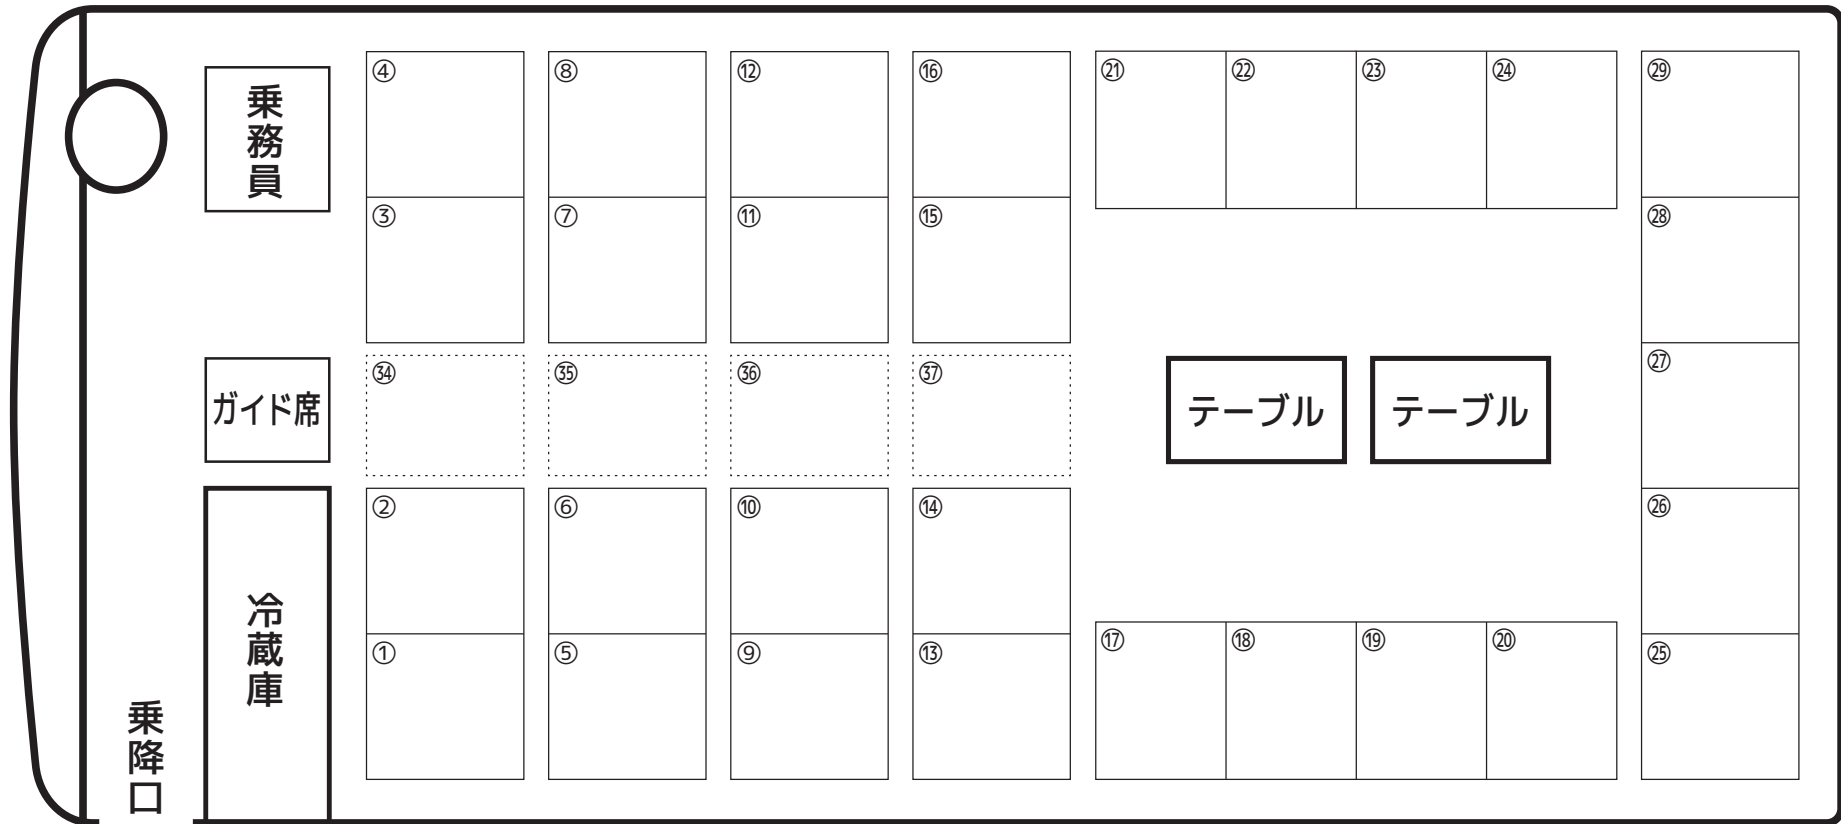 乗務員
④ ⑧ ⑫ ⑯ ㉑ ㉒ ㉓ ㉔ ㉙
③ ⑦ ⑪ ⑮ ㉘
ガイド席
㉞ ㉟ ㊱ ㊲ ㉗
テーブル テーブル
冷蔵庫
② ⑥ ⑩ ⑭ ㉖
① ⑤ ⑨ ⑬ ⑰ ⑱ ⑲ ⑳ ㉕
乗降口